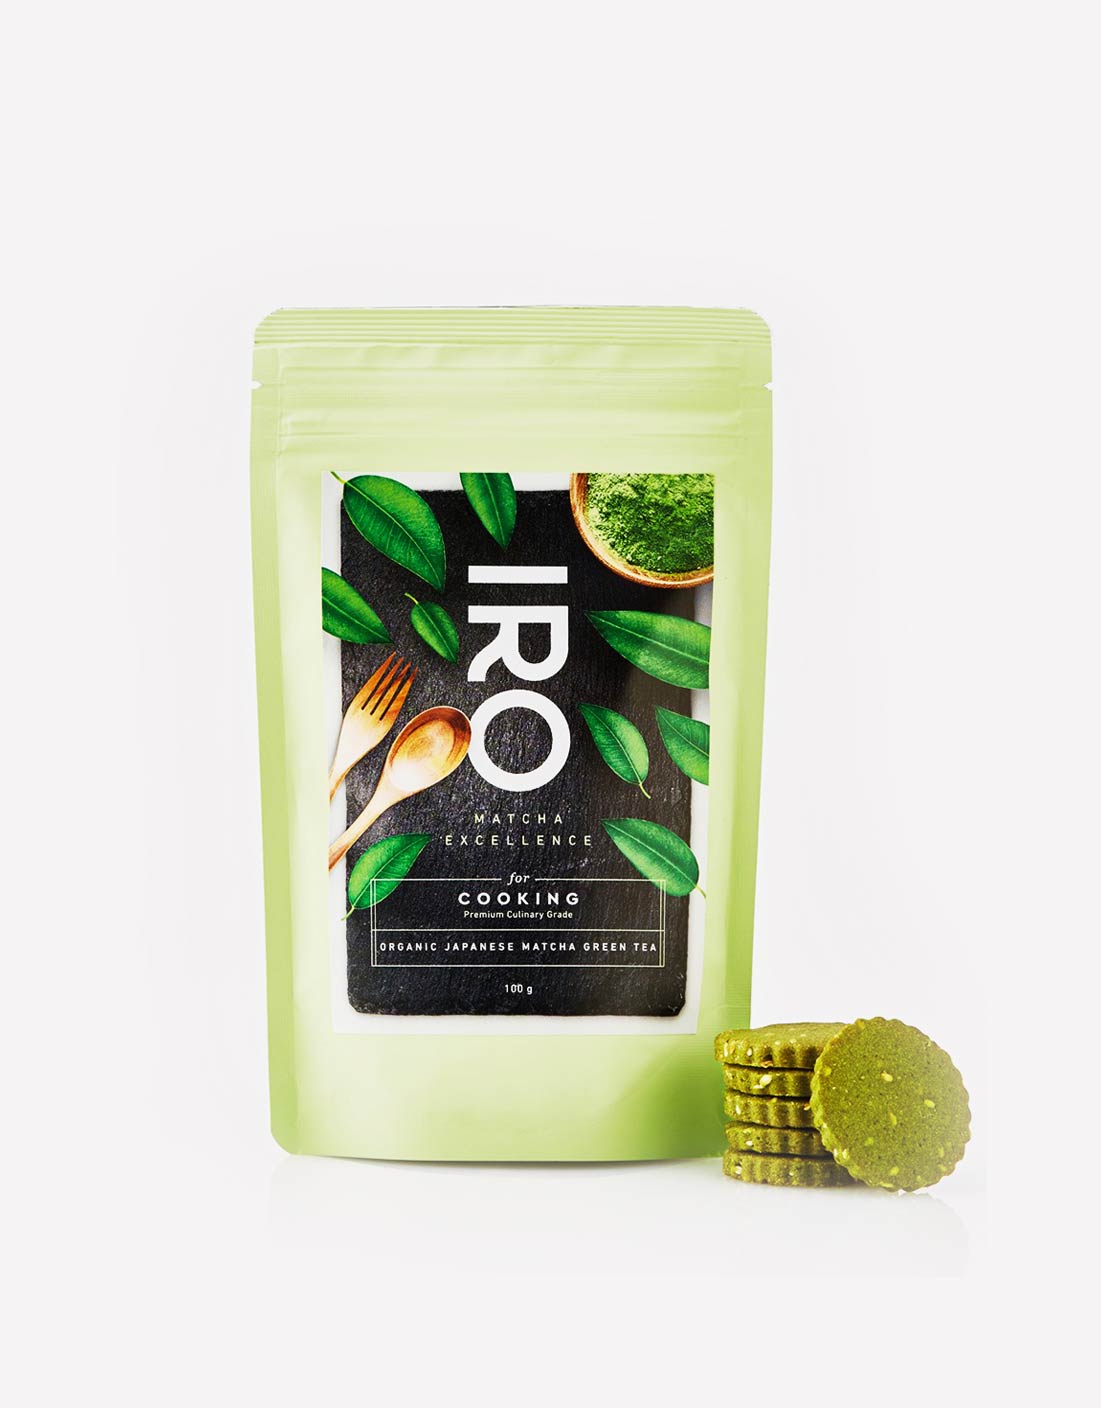 IRO
MATCHA
EXCELLENCE
for
COOKING
Premium Culinary Grade
ORGANIC JAPANESE MATCHA GREEN TEA
100 g